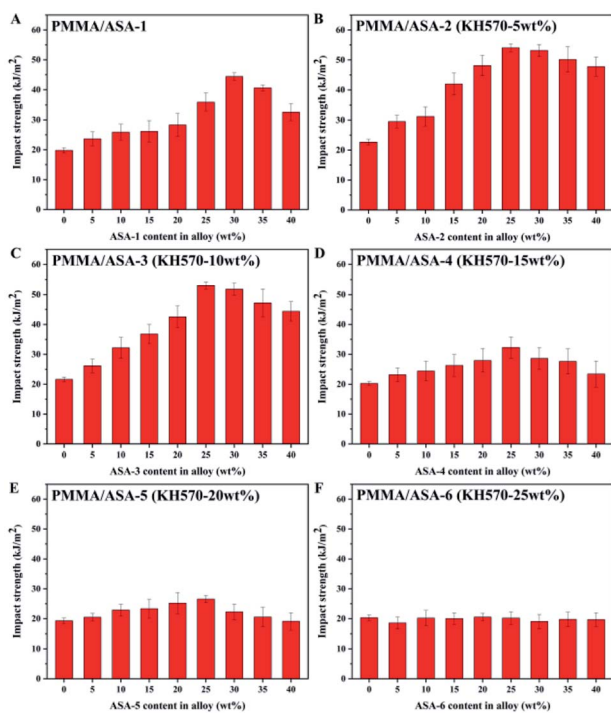 A PMMA/ASA-1
Impact strength (kJ/m²)
60
50
40
30
20
10
0
0 5 10 15 20 25 30 35 40
ASA-1 content in alloy (wt%)
B PMMA/ASA-2 (KH570-5wt%)
Impact strength (kJ/m²)
60
50
40
30
20
10
0
0 5 10 15 20 25 30 35 40
ASA-2 content in alloy (wt%)
C PMMA/ASA-3 (KH570-10wt%)
Impact strength (kJ/m²)
60
50
40
30
20
10
0
0 5 10 15 20 25 30 35 40
ASA-3 content in alloy (wt%)
D PMMA/ASA-4 (KH570-15wt%)
Impact strength (kJ/m²)
60
50
40
30
20
10
0
0 5 10 15 20 25 30 35 40
ASA-4 content in alloy (wt%)
E PMMA/ASA-5 (KH570-20wt%)
Impact strength (kJ/m²)
60
50
40
30
20
10
0
0 5 10 15 20 25 30 35 40
ASA-5 content in alloy (wt%)
F PMMA/ASA-6 (KH570-25wt%)
Impact strength (kJ/m²)
60
50
40
30
20
10
0
0 5 10 15 20 25 30 35 40
ASA-6 content in alloy (wt%)